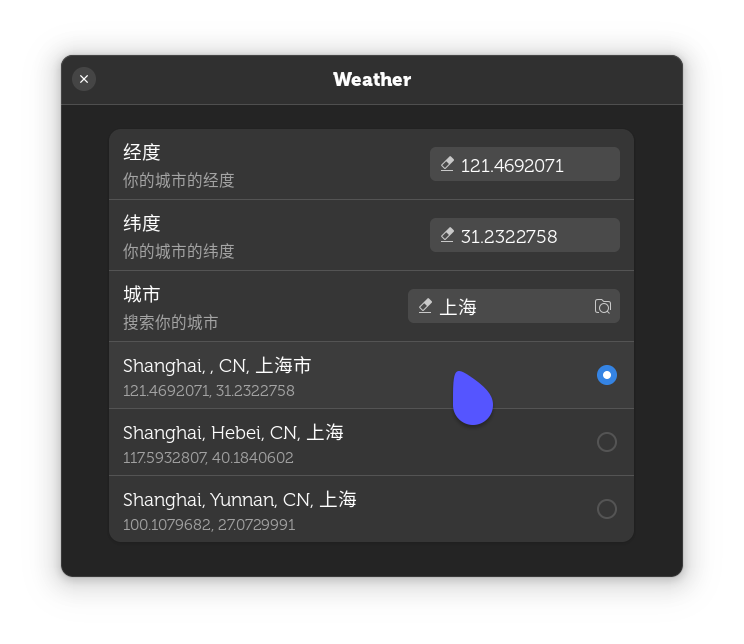 Weather
经度
你的城市的经度
121.4692071
纬度
你的城市的纬度
31.2322758
城市
搜索你的城市
上海
Shanghai, , CN, 上海市
121.4692071, 31.2322758
Shanghai, Hebei, CN, 上海
117.5932807, 40.1840602
Shanghai, Yunnan, CN, 上海
100.1079682, 27.0729991